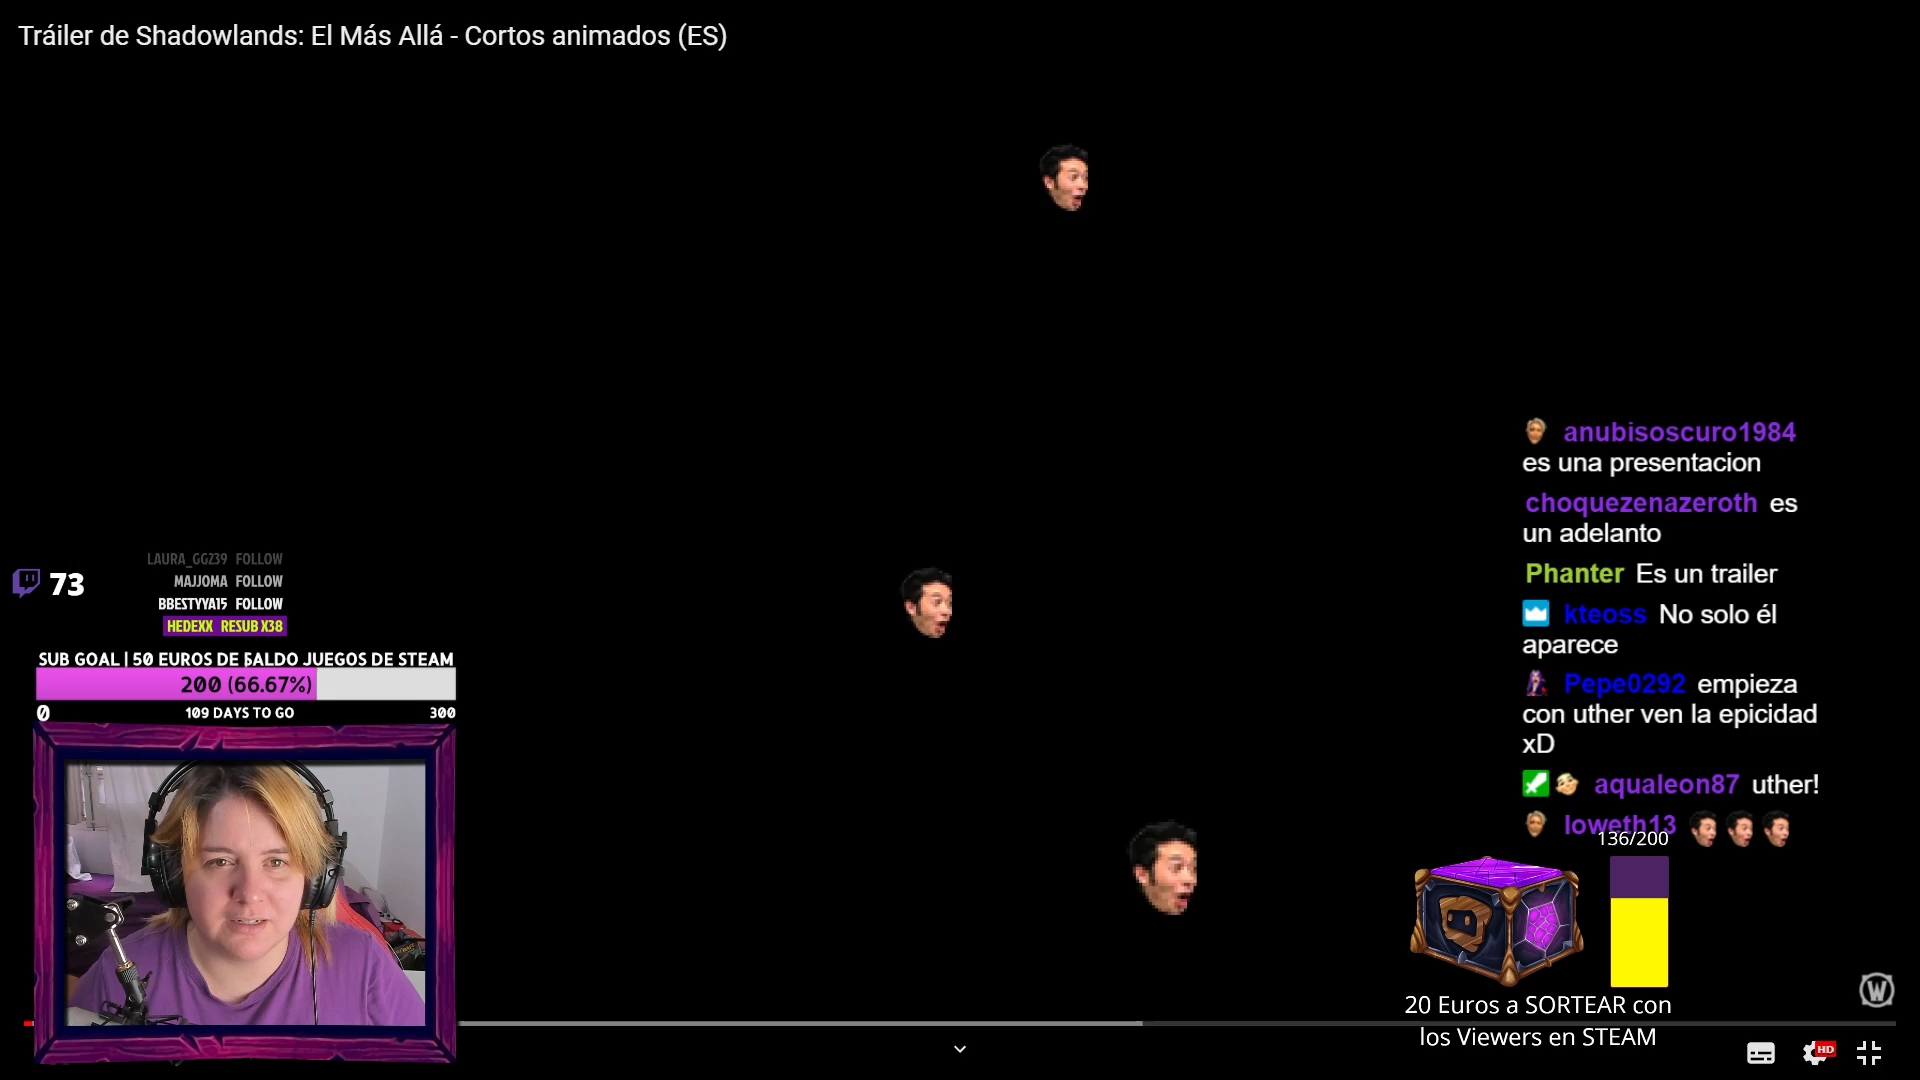 Tráiler de Shadowlands: El Más Allá - Cortos animados (ES)
anubisoscuro1984
es una presentacion
choquezenazeroth es
un adelanto
Phanter Es un trailer
kteoss No solo él
aparece
Pepe0292 empieza
con uther ven la epicidad
xD
aqualeon87 uther!
loweth13
136/200
20 Euros a SORTEAR con
los Viewers en STEAM
HD
W
LAURA_GGZ39 FOLLOW
73
MAJJOMA FOLLOW
BBESTYYA15 FOLLOW
HEDEXX RESUB X38
SUB GOAL | 50 EUROS DE SALDO JUEGOS DE STEAM
200 (66.67%)
0 109 DAYS TO GO 300